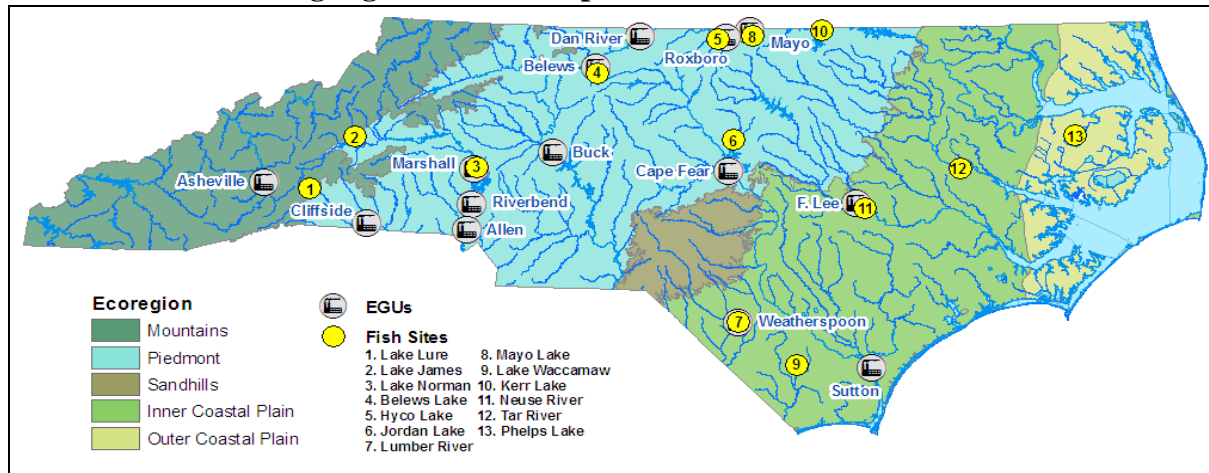 Dan River
5
8
10
Roxboro
Mayo
Belews
4
2
6
13
Marshall
3
Buck
12
Asheville
1
Cape Fear
Riverbend
F. Lee
11
Cliffside
Allen
Ecoregion
Mountains
Piedmont
Sandhills
Inner Coastal Plain
Outer Coastal Plain
EGUs
Fish Sites
1. Lake Lure 8. Mayo Lake
2. Lake James 9. Lake Waccamaw
3. Lake Norman 10. Kerr Lake
4. Belews Lake 11. Neuse River
5. Hyco Lake 12. Tar River
6. Jordan Lake 13. Phelps Lake
7. Lumber River
7
Weatherspoon
9
Sutton